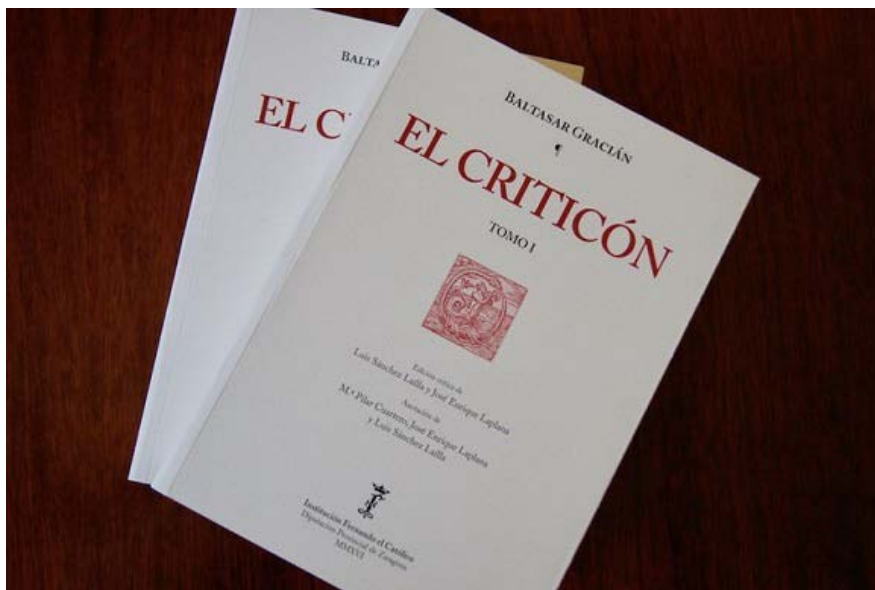 BALTA
EL C
BALTASAR GRACIÁN
¶
EL CRITICÓN
TOMO I
Edición crítica de
Luis Sánchez Laílla y José Enrique Laplana
Anotación de
M.ª Pilar Cuartero, José Enrique Laplana
y Luis Sánchez Laílla
Institución Fernando el Católico
Diputación Provincial de Zaragoza
MMXVI